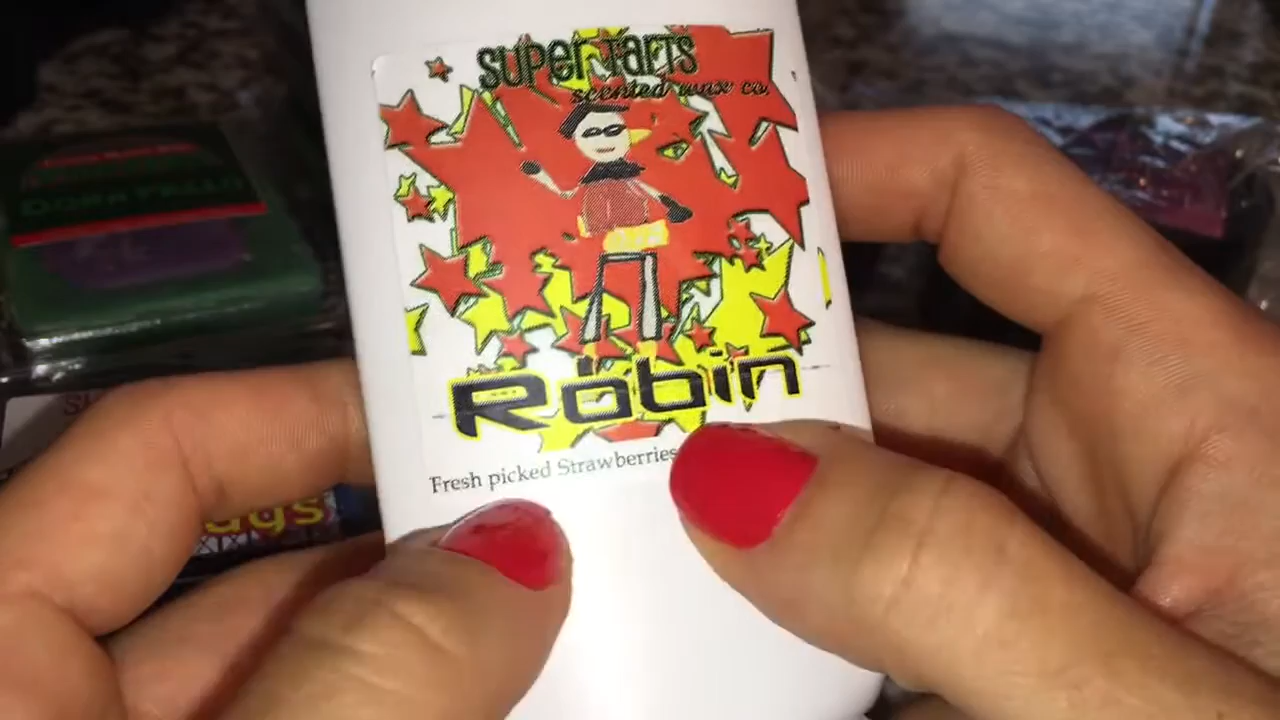 super tarts
scented wax co.
Robin
Fresh picked Strawberries